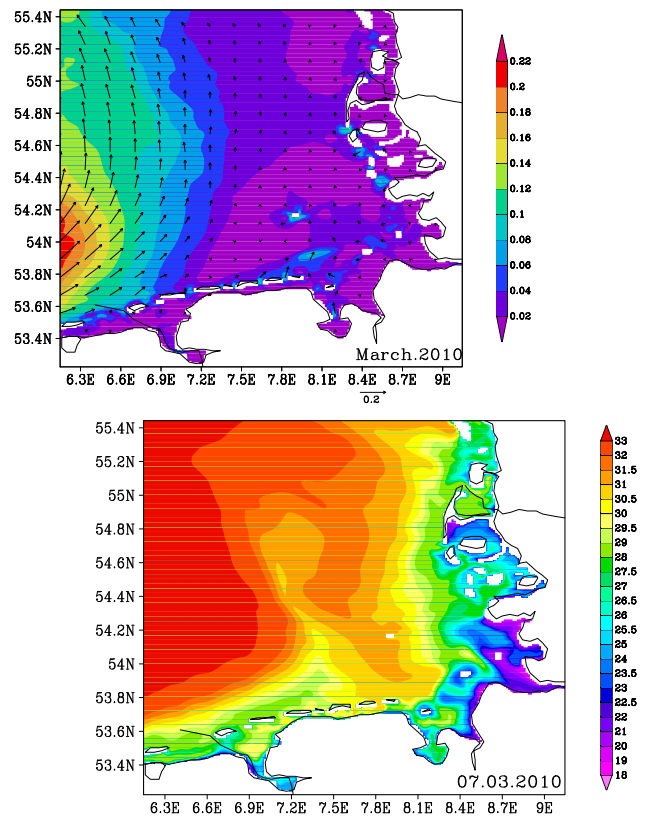 55.4N
55.2N
55N
54.8N
54.6N
54.4N
54.2N
54N
53.8N
53.6N
53.4N
6.3E 6.6E 6.9E 7.2E 7.5E 7.8E 8.1E 8.4E 8.7E 9E
March.2010
0.2
0.22
0.2
0.18
0.16
0.14
0.12
0.1
0.08
0.06
0.04
0.02
55.4N
55.2N
55N
54.8N
54.6N
54.4N
54.2N
54N
53.8N
53.6N
53.4N
6.3E 6.6E 6.9E 7.2E 7.5E 7.8E 8.1E 8.4E 8.7E 9E
07.03.2010
33
32
31.5
31
30.5
30
29.5
29
28
27.5
27
26.5
26
25.5
25
24.5
23.5
23
22.5
22
21.5
21
20
19
18